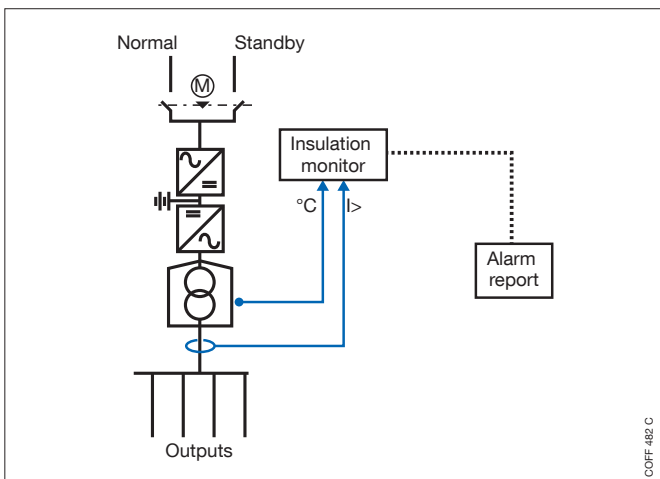 Normal
Standby
M
Insulation
monitor
°C
I>
Alarm
report
Outputs
COFF 482 C